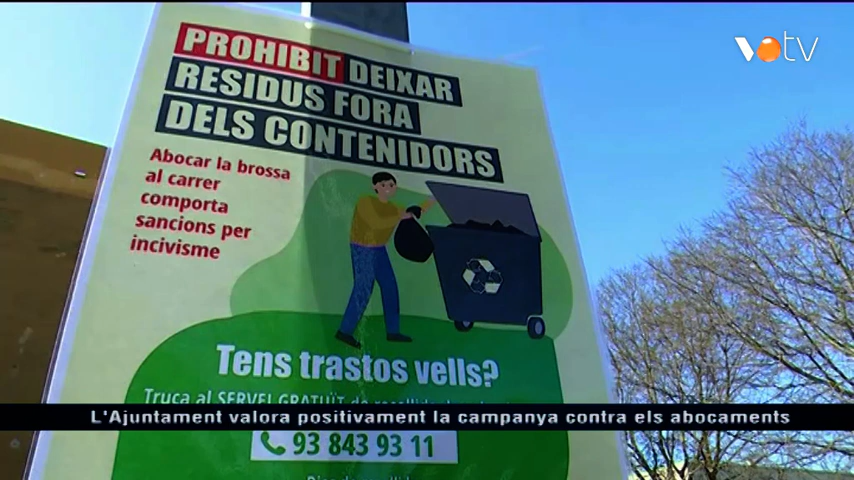 votv
PROHIBIT DEIXAR
RESIDUS FORA
DELS CONTENIDORS
Abocar la brossa
al carrer
comporta
sancions per
incivisme
Tens trastos vells?
Truca al SERVEI GRATUÏT de
L'Ajuntament valora positivament la campanya contra els abocaments
93 843 93 11